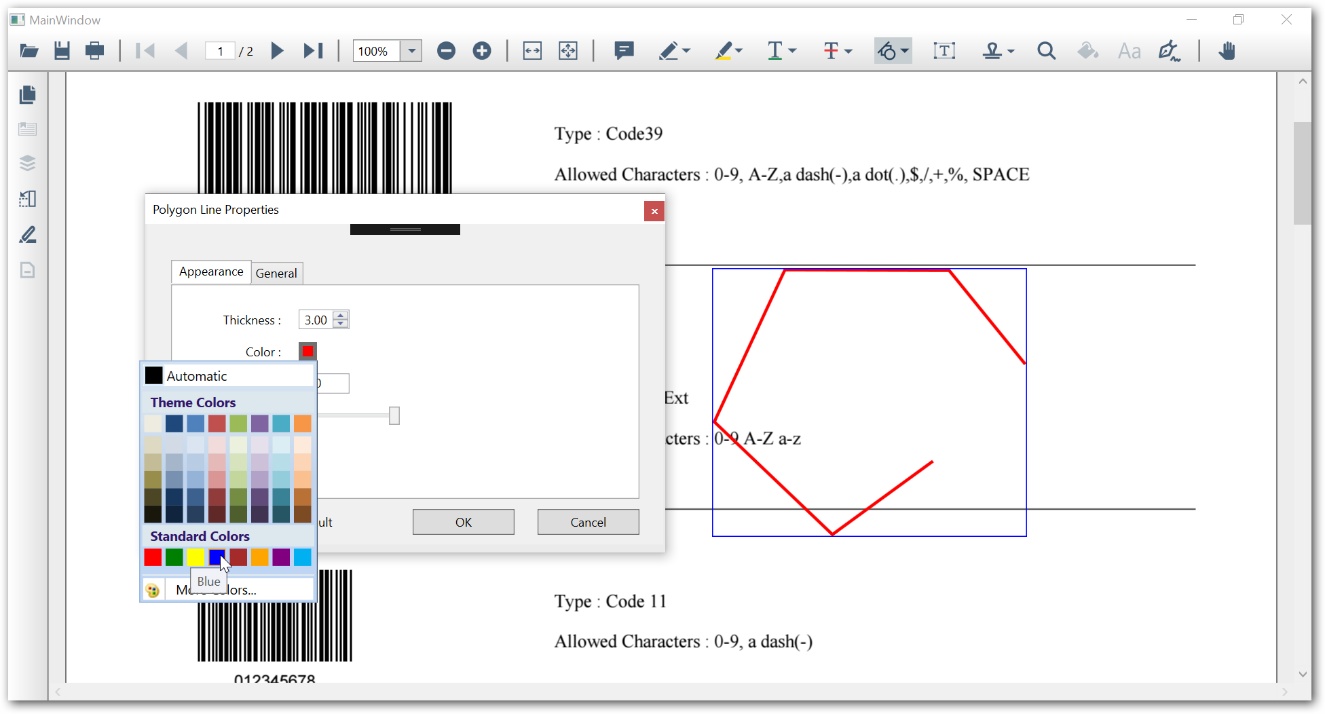 MainWindow
1 / 2
100%
T
T
T
Aa
Type : Code39
Allowed Characters : 0-9, A-Z,a dash(-),a dot(.),$,/,+,%, SPACE
Polygon Line Properties
Appearance
General
Thickness :
3.00
Color :
Automatic
Theme Colors
Ext
cters : 0-9 A-Z a-z
ult
OK
Cancel
Standard Colors
Blue
More Colors...
Type : Code 11
Allowed Characters : 0-9, a dash(-)
012345678